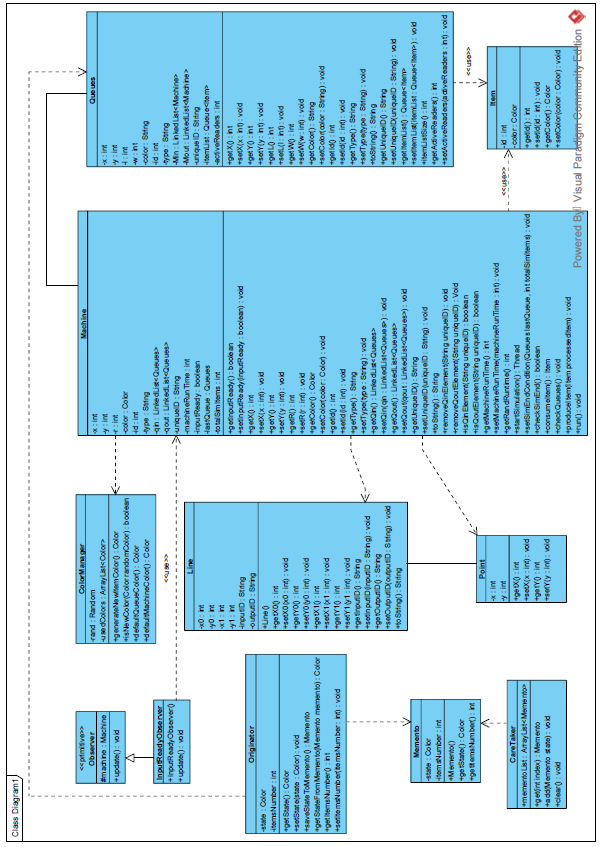 Class Diagram1
Queues
-x : int
-y : int
-l : int
-w : int
-color : String
-id : int
-type : String
-Min : LinkedList<Machine>
-Mout : LinkedList<Machine>
-uniqueID : String
-itemList : Queue<Item>
-activeReaders : int
+getX() : int
+setX(x : int) : void
+getY() : int
+setY(y : int) : void
+getL() : int
+setL(l : int) : void
+getW() : int
+setW(w : int) : void
+getColor() : String
+setColor(color : String) : void
+getId() : int
+setId(id : int) : void
+getType() : String
+setType(type : String) : void
+toString() : String
+getUniqueID() : String
+setUniqueID(uniqueID : String) : void
+getItemList() : Queue<Item>
+setItemList(itemList : Queue<Item>) : void
+itemListSize() : int
+getActiveReaders() : int
+setActiveReaders(activeReaders : int) : void
<<use>>
Item
-id : int
-color : Color
+getId() : int
+setId(id : int) : void
+getColor() : Color
+setColor(color : Color) : void
<<use>>
Machine
-x : int
-y : int
-r : int
-color : Color
-id : int
-type : String
-qin : LinkedList<Queues>
-qout : LinkedList<Queues>
-uniqueID : String
-machineRunTime : int
-inputReady : boolean
-lastQueue : Queues
-totalSimItems : int
+getInputReady() : boolean
+setInputReady(inputReady : boolean) : void
+getX() : int
+setX(x : int) : void
+getY() : int
+setY(y : int) : void
+getR() : int
+setR(r : int) : void
+getColor() : Color
+setColor(color : Color) : void
+getId() : int
+setId(id : int) : void
+getType() : String
+setType(type : String) : void
+getQin() : LinkedList<Queues>
+setQin(qin : LinkedList<Queues>) : void
+getQout() : LinkedList<Queues>
+setQout(qout : LinkedList<Queues>) : void
+getUniqueID() : String
+setUniqueID(uniqueID : String) : void
+toString() : String
+removeQinElement(String uniqueID) : void
+removeQoutElement(String uniqueID) : Void
+isQinElement(String uniqueID) : boolean
+isQoutElement(String uniqueID) : boolean
+getMachineRunTime() : int
+setMachineRunTime(machineRunTime : int) : void
+getRandRuntime() : int
+startSimulation() : Thread
+setSimEndCondition(Queues lastQueue, int totalSimItems) : void
+checkSimEnd() : boolean
+consumeItem() : Item
+checkQueues() : void
+produceItem(Item processedItem) : void
+run() : void
ColorManager
-rand : Random
-usedColors : ArrayList<Color>
+generateNewItemColor() : Color
+isNewColor(Color randomColor) : boolean
+defaultQueueColor() : Color
+defaultMachineColor() : Color
<<use>>
Line
-x0 : int
-y0 : int
-x1 : int
-y1 : int
-inputID : String
-outputID : String
+Line()
+getX0() : int
+setX0(x0 : int) : void
+getY0() : int
+setY0(y0 : int) : void
+getX1() : int
+setX1(x1 : int) : void
+getY1() : int
+setY1(y1 : int) : void
+getInputID() : String
+setInputID(inputID : String) : void
+getOutputID() : String
+setOutputID(outputID : String) : void
+toString() : String
Point
-x : int
-y : int
+getX() : int
+setX(x : int) : void
+getY() : int
+setY(y : int) : void
<<primitive>>
Observer
#machine : Machine
+update() : void
InputReadyObserver
+InputReadyObserver()
+update() : void
Originator
-state : Color
-itemsNumber : int
+getState() : Color
+setState(state : Color) : void
+saveStateToMemento() : Memento
+getStateFromMemento(Memento memento) : Color
+getItemsNumber() : int
+setItemsNumber(itemsNumber : int) : void
Memento
-state : Color
-itemsNumber : int
+Memento()
+getState() : Color
+getItemsNumber() : int
CareTaker
+mementoList : ArrayList<Memento>
+get(int index) : Memento
+add(Memento state) : void
+clear() : void
Powered By Visual Paradigm Community Edition